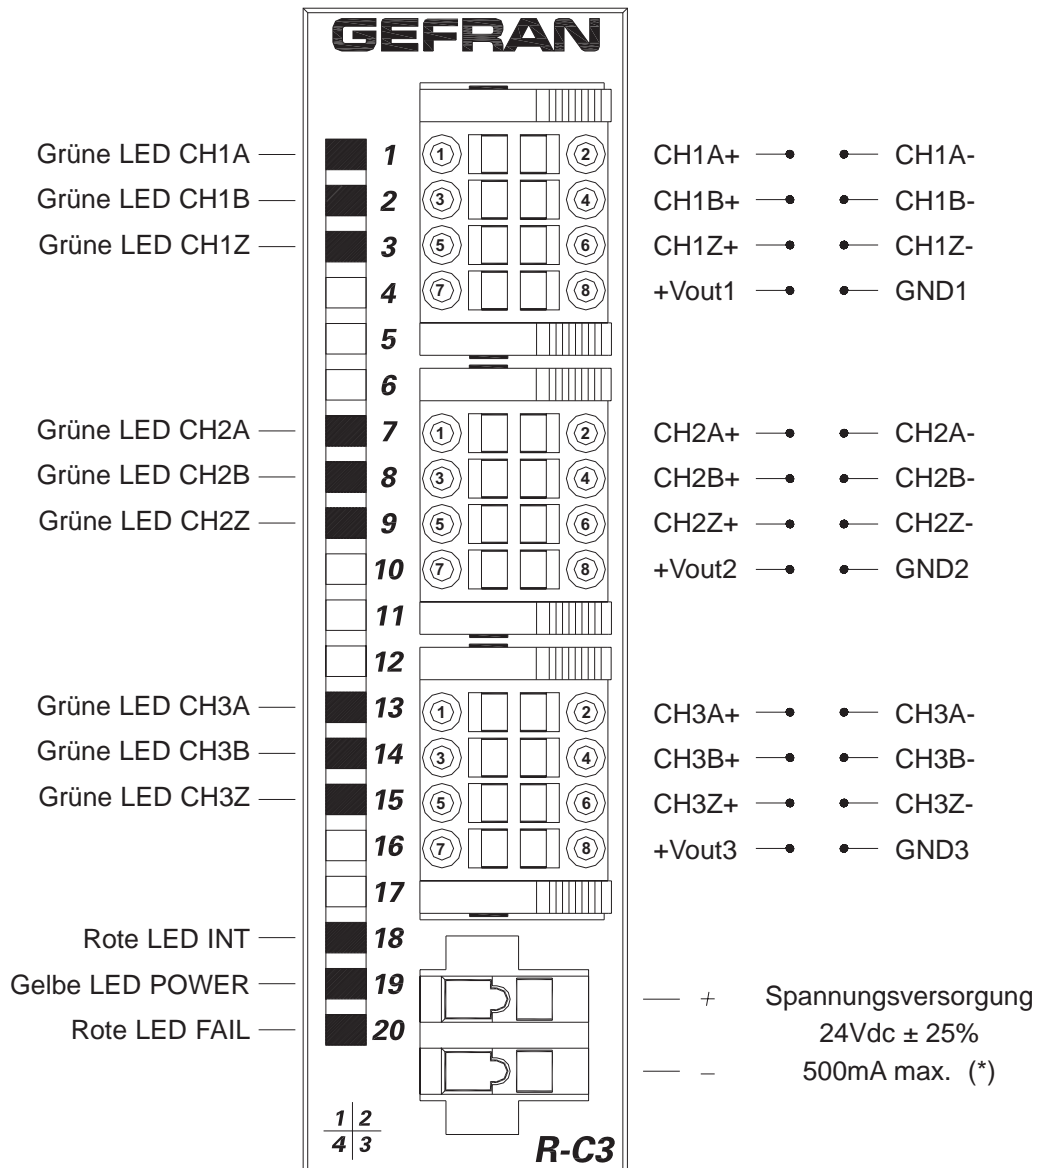 GEFRAN
Grüne LED CH1A 1 1 2 CH1A+ CH1A-
Grüne LED CH1B 2 3 4 CH1B+ CH1B-
Grüne LED CH1Z 3 5 6 CH1Z+ CH1Z-
4 7 8 +Vout1 GND1
5
6
Grüne LED CH2A 7 1 2 CH2A+ CH2A-
Grüne LED CH2B 8 3 4 CH2B+ CH2B-
Grüne LED CH2Z 9 5 6 CH2Z+ CH2Z-
10 7 8 +Vout2 GND2
11
12
Grüne LED CH3A 13 1 2 CH3A+ CH3A-
Grüne LED CH3B 14 3 4 CH3B+ CH3B-
Grüne LED CH3Z 15 5 6 CH3Z+ CH3Z-
16 7 8 +Vout3 GND3
17
Rote LED INT 18
Gelbe LED POWER 19 + Spannungsversorgung
Rote LED FAIL 20 24Vdc ± 25%
– 500mA max. (*)
1 2
4 3
R-C3